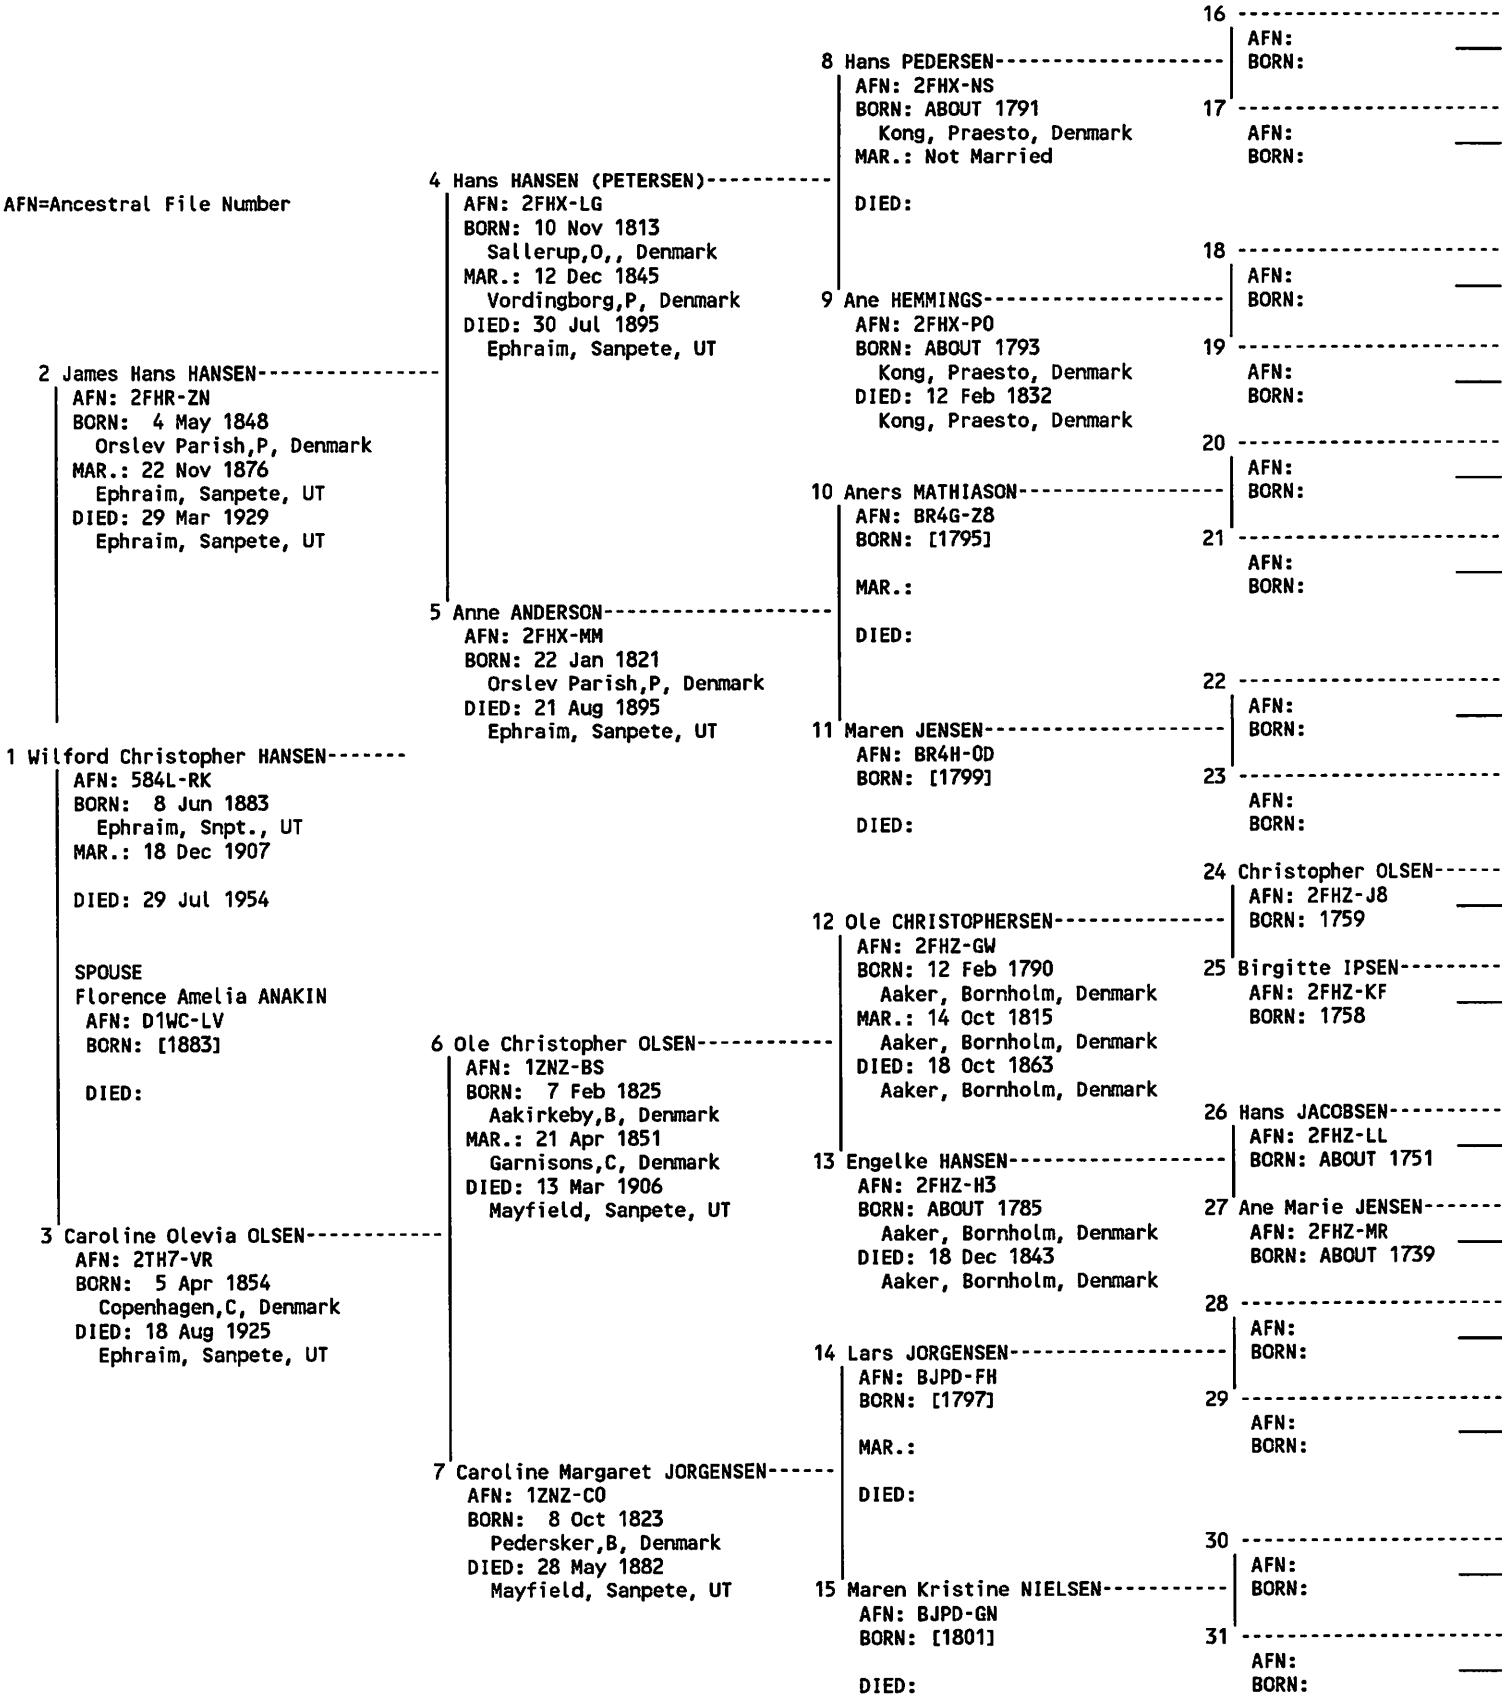 AFN=Ancestral File Number
1 Wilford Christopher HANSEN-------
AFN: 584L-RK
BORN:  8 Jun 1883
Ephraim, Snpt., UT
MAR.: 18 Dec 1907
DIED: 29 Jul 1954
SPOUSE
Florence Amelia ANAKIN
AFN: D1WC-LV
BORN: [1883]
DIED:
2 James Hans HANSEN---------------
AFN: 2FHR-ZN
BORN:  4 May 1848
Orslev Parish,P, Denmark
MAR.: 22 Nov 1876
Ephraim, Sanpete, UT
DIED: 29 Mar 1929
Ephraim, Sanpete, UT
3 Caroline Olevia OLSEN------------
AFN: 2TH7-VR
BORN:  5 Apr 1854
Copenhagen,C, Denmark
DIED: 18 Aug 1925
Ephraim, Sanpete, UT
4 Hans HANSEN (PETERSEN)-----------
AFN: 2FHX-LG
BORN: 10 Nov 1813
Sallerup,O,, Denmark
MAR.: 12 Dec 1845
Vordingborg,P, Denmark
DIED: 30 Jul 1895
Ephraim, Sanpete, UT
5 Anne ANDERSON-------------------
AFN: 2FHX-MM
BORN: 22 Jan 1821
Orslev Parish,P, Denmark
DIED: 21 Aug 1895
Ephraim, Sanpete, UT
6 Ole Christopher OLSEN-----------
AFN: 1ZNZ-BS
BORN:  7 Feb 1825
Aakirkeby,B, Denmark
MAR.: 21 Apr 1851
Garnisons,C, Denmark
DIED: 13 Mar 1906
Mayfield, Sanpete, UT
7 Caroline Margaret JORGENSEN------
AFN: 1ZNZ-C0
BORN:  8 Oct 1823
Pedersker,B, Denmark
DIED: 28 May 1882
Mayfield, Sanpete, UT
8 Hans PEDERSEN-------------------
AFN: 2FHX-NS
BORN: ABOUT 1791
Kong, Praesto, Denmark
MAR.: Not Married
DIED:
9 Ane HEMMINGS--------------------
AFN: 2FHX-P0
BORN: ABOUT 1793
Kong, Praesto, Denmark
DIED: 12 Feb 1832
Kong, Praesto, Denmark
10 Aners MATHIASON-----------------
AFN: BR4G-Z8
BORN: [1795]
MAR.:
DIED:
11 Maren JENSEN--------------------
AFN: BR4H-0D
BORN: [1799]
DIED:
12 Ole CHRISTOPHERSEN--------------
AFN: 2FHZ-GW
BORN: 12 Feb 1790
Aaker, Bornholm, Denmark
MAR.: 14 Oct 1815
Aaker, Bornholm, Denmark
DIED: 18 Oct 1863
Aaker, Bornholm, Denmark
13 Engelke HANSEN------------------
AFN: 2FHZ-H3
BORN: ABOUT 1785
Aaker, Bornholm, Denmark
DIED: 18 Dec 1843
Aaker, Bornholm, Denmark
14 Lars JORGENSEN------------------
AFN: BJPD-FH
BORN: [1797]
MAR.:
DIED:
15 Maren Kristine NIELSEN----------
AFN: BJPD-GN
BORN: [1801]
DIED:
16 ----------------------
AFN:
BORN:
17 ----------------------
AFN:
BORN:
18 ----------------------
AFN:
BORN:
19 ----------------------
AFN:
BORN:
20 ----------------------
AFN:
BORN:
21 ----------------------
AFN:
BORN:
22 ----------------------
AFN:
BORN:
23 ----------------------
AFN:
BORN:
24 Christopher OLSEN------
AFN: 2FHZ-J8
BORN: 1759
25 Birgitte IPSEN---------
AFN: 2FHZ-KF
BORN: 1758
26 Hans JACOBSEN----------
AFN: 2FHZ-LL
BORN: ABOUT 1751
27 Ane Marie JENSEN-------
AFN: 2FHZ-MR
BORN: ABOUT 1739
28 ----------------------
AFN:
BORN:
29 ----------------------
AFN:
BORN:
30 ----------------------
AFN:
BORN:
31 ----------------------
AFN:
BORN: